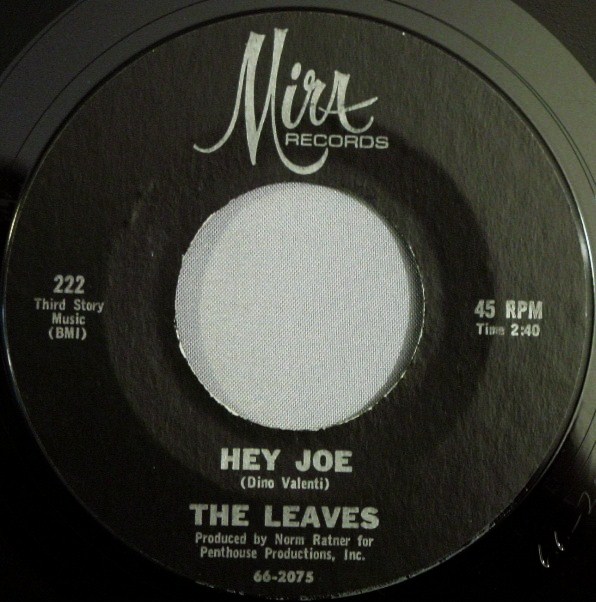 Mira
RECORDS
222
Third Story
Music
(BMI)
45 RPM
Time 2:40
HEY JOE
(Dino Valenti)
THE LEAVES
Produced by Norm Ratner for
Penthouse Productions, Inc.
66-2075